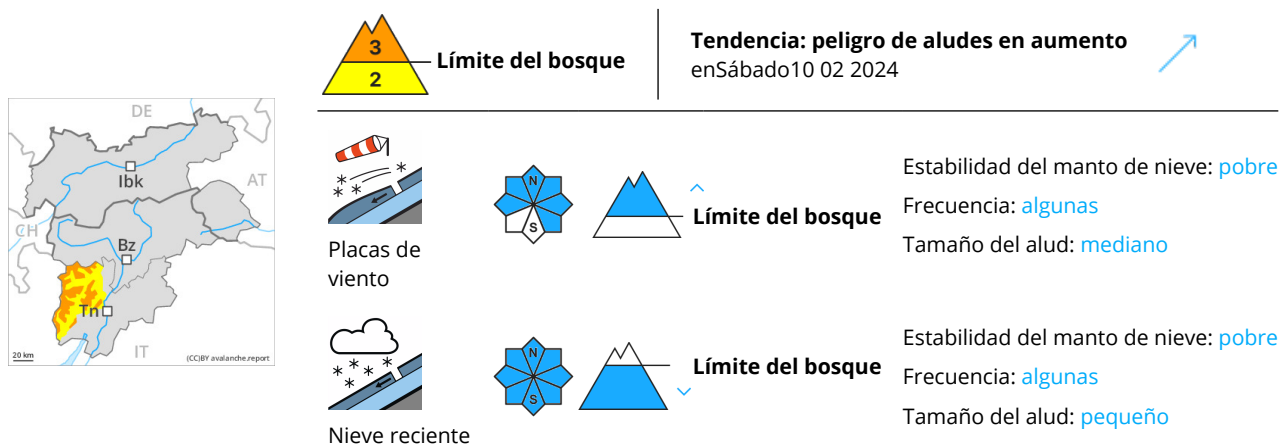 3
2
Límite del bosque
Tendencia: peligro de aludes en aumento
enSábado10 02 2024
DE
Ibk
AT
CH
Bz
Tn
IT
20 km
(CC)BY avalanche.report
Placas de
viento
N
S
Límite del bosque
Estabilidad del manto de nieve: pobre
Frecuencia: algunas
Tamaño del alud: mediano
Nieve reciente
N
S
Límite del bosque
Estabilidad del manto de nieve: pobre
Frecuencia: algunas
Tamaño del alud: pequeño